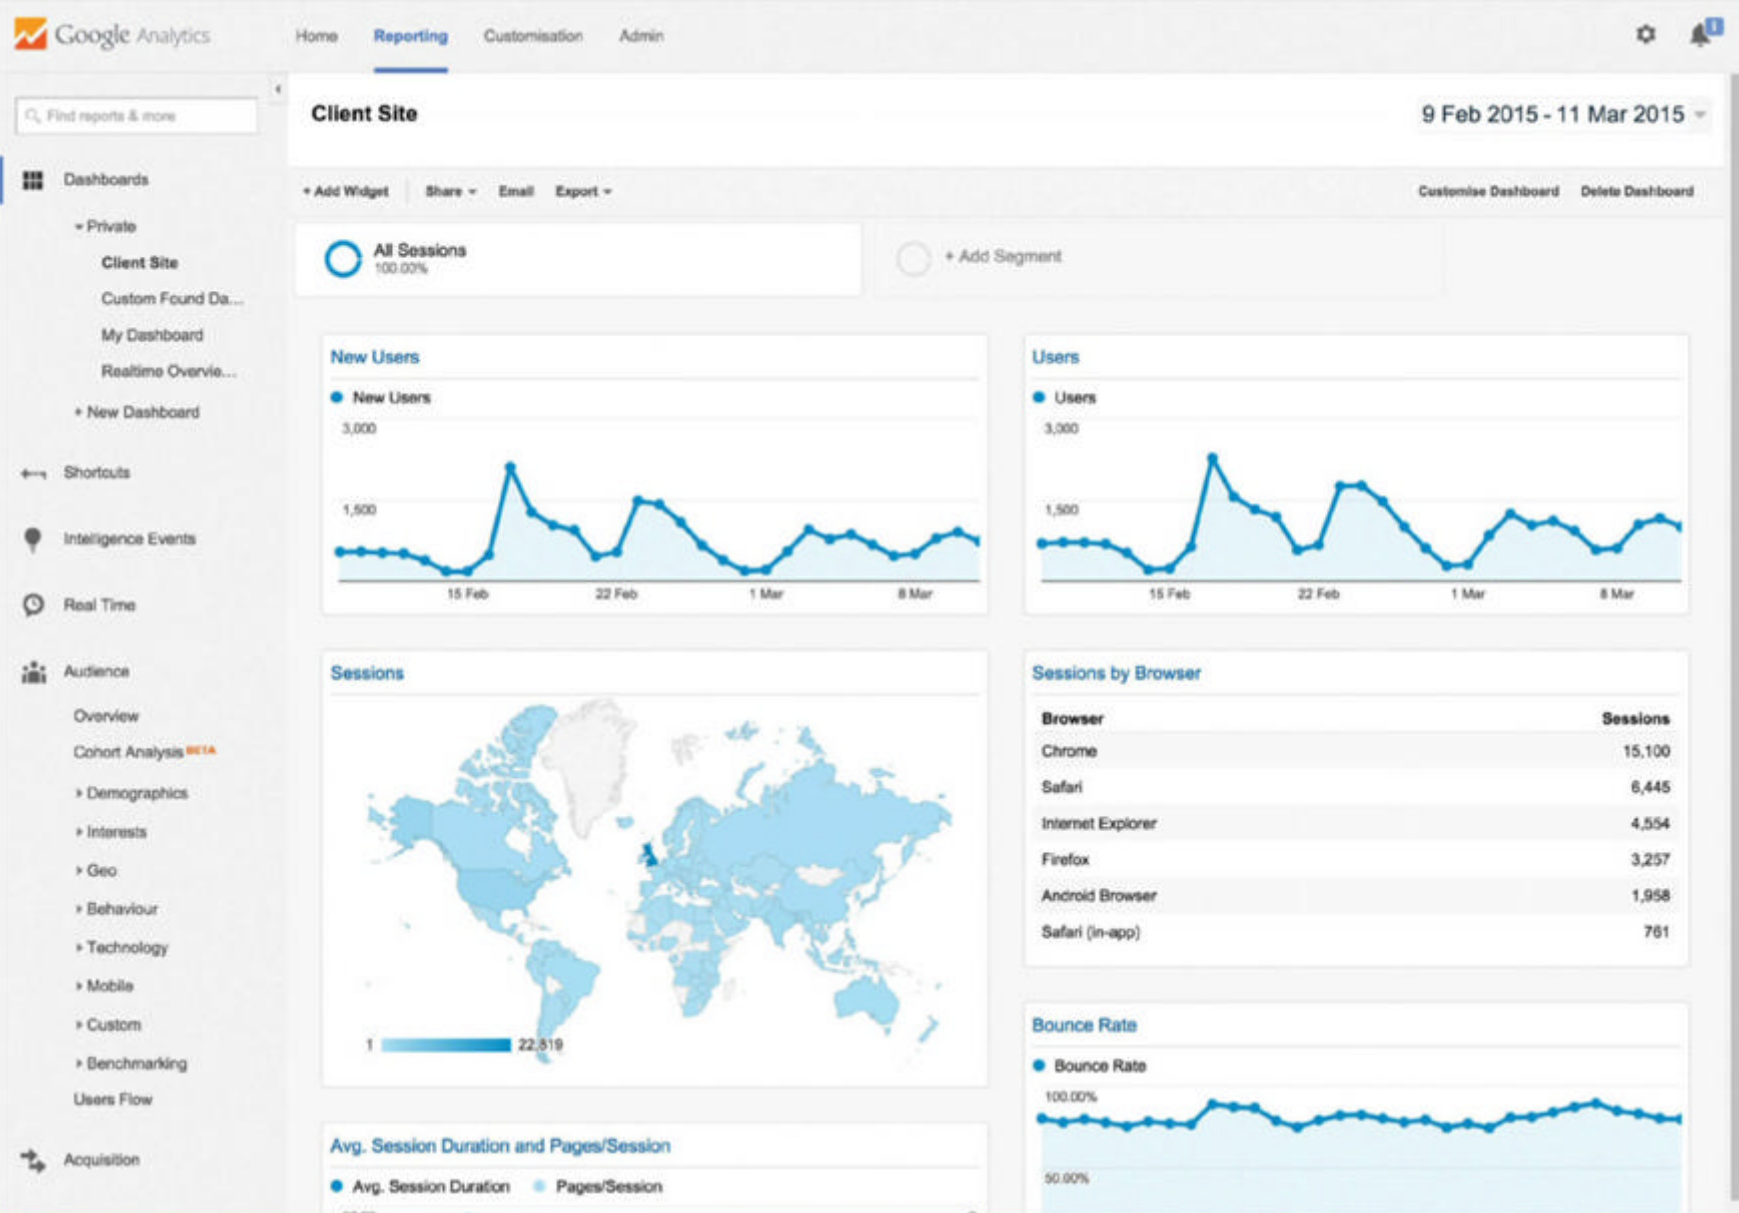 Google Analytics
Home Reporting Customisation Admin
1
Find reports & more
Dashboards
Private
Client Site
Custom Found Da...
My Dashboard
Realtime Overvie...
+ New Dashboard
Shortcuts
Intelligence Events
Real Time
Audience
Overview
Cohort Analysis BETA
Demographics
Interests
Geo
Behaviour
Technology
Mobile
Custom
Benchmarking
Users Flow
Acquisition
Client Site
9 Feb 2015 - 11 Mar 2015
+ Add Widget Share Email Export
Customise Dashboard Delete Dashboard
All Sessions
100.00%
+ Add Segment
New Users
New Users
3,000
1,500
15 Feb 22 Feb 1 Mar 8 Mar
Users
Users
3,000
1,500
15 Feb 22 Feb 1 Mar 8 Mar
Sessions
1 22,819
Sessions by Browser
Browser Sessions
Chrome 15,100
Safari 6,445
Internet Explorer 4,554
Firefox 3,257
Android Browser 1,958
Safari (in-app) 761
Avg. Session Duration and Pages/Session
Avg. Session Duration Pages/Session
Bounce Rate
Bounce Rate
100.00%
50.00%